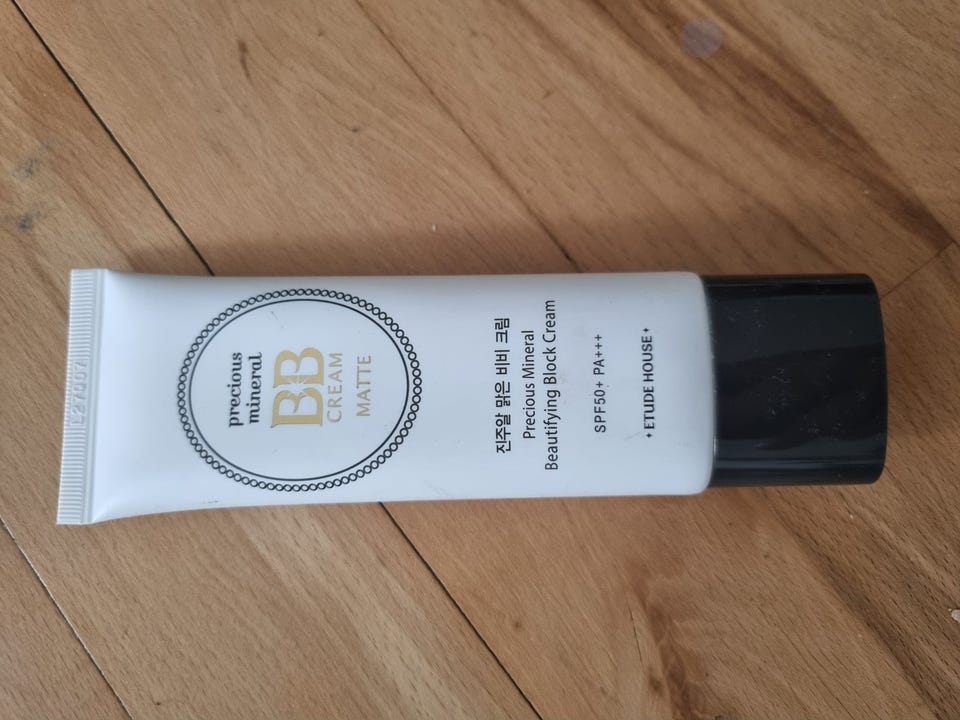 precious
mineral
BB
CREAM
MATTE
진주알 맑은 비비 크림
Precious Mineral
Beautifying Block Cream
SPF50+ PA+++
ETUDE HOUSE